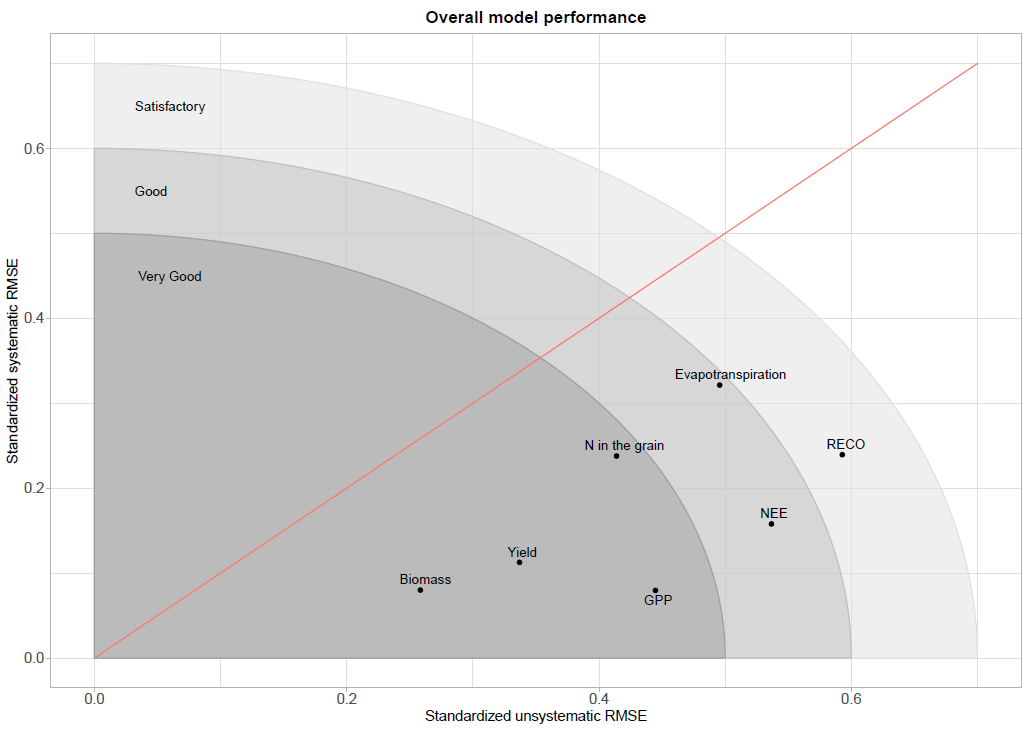 Overall model performance
Standardized systematic RMSE
0.6
0.4
0.2
0.0
Satisfactory
Good
Very Good
Evapotranspiration
N in the grain
RECO
NEE
Yield
Biomass
GPP
0.0
0.2
0.4
0.6
Standardized unsystematic RMSE